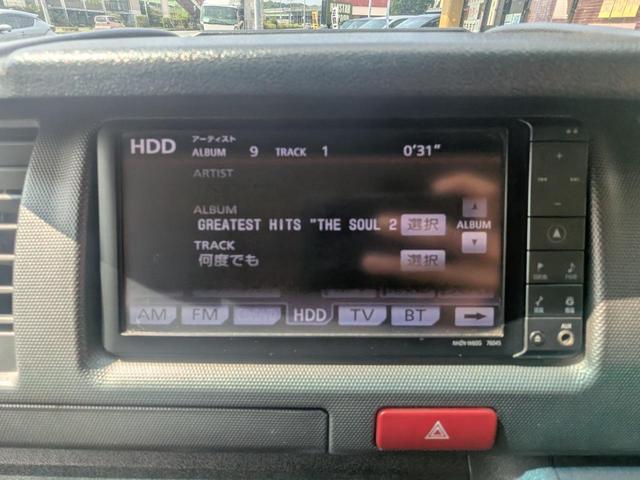 HDD
アーティスト
ALBUM 9 TRACK 1 0'31"
ARTIST
ALBUM
GREATEST HITS "THE SOUL 2 選択
ALBUM
TRACK
何度でも 選択
AM FM HDD TV BT
AUX